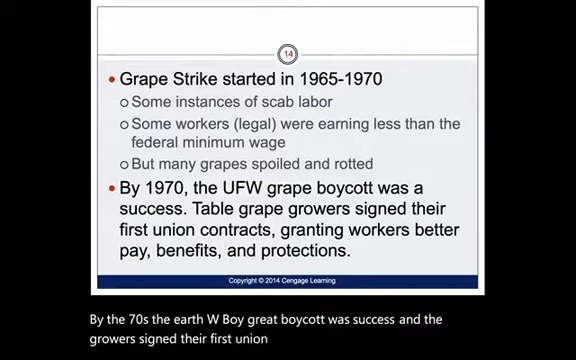 14
• Grape Strike started in 1965-1970
o Some instances of scab labor
o Some workers (legal) were earning less than the
federal minimum wage
o But many grapes spoiled and rotted
• By 1970, the UFW grape boycott was a
success. Table grape growers signed their
first union contracts, granting workers better
pay, benefits, and protections.
Copyright © 2014 Cengage Learning
By the 70s the earth W Boy great boycott was success and the
growers signed their first union